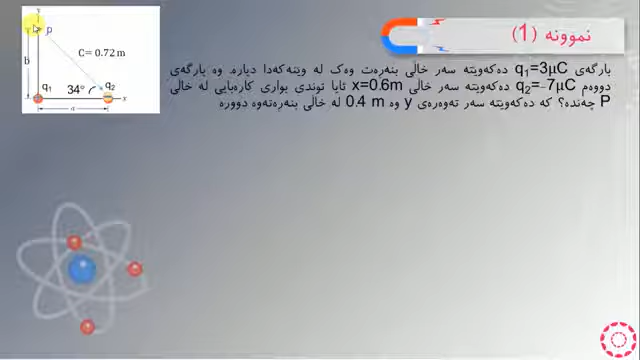 نموونە (1)
بارگەی q₁=3μC دەکەوێتە سەر خاڵی بنەڕەت وەک لە وێنەکەدا دیارە. وە بارگەی
دووەم q₂=-7μC دەکەوێتە سەر خاڵی x=0.6m ئایا توندی بواری کارەبایی لە خاڵی
P چەندە؟ کە دەکەوێتە سەر تەوەرەی y وە 0.4 m لە خاڵی بنەڕەتەوە دوورە
y
p
C = 0.72 m
b
q₁
34°
q₂
x
a